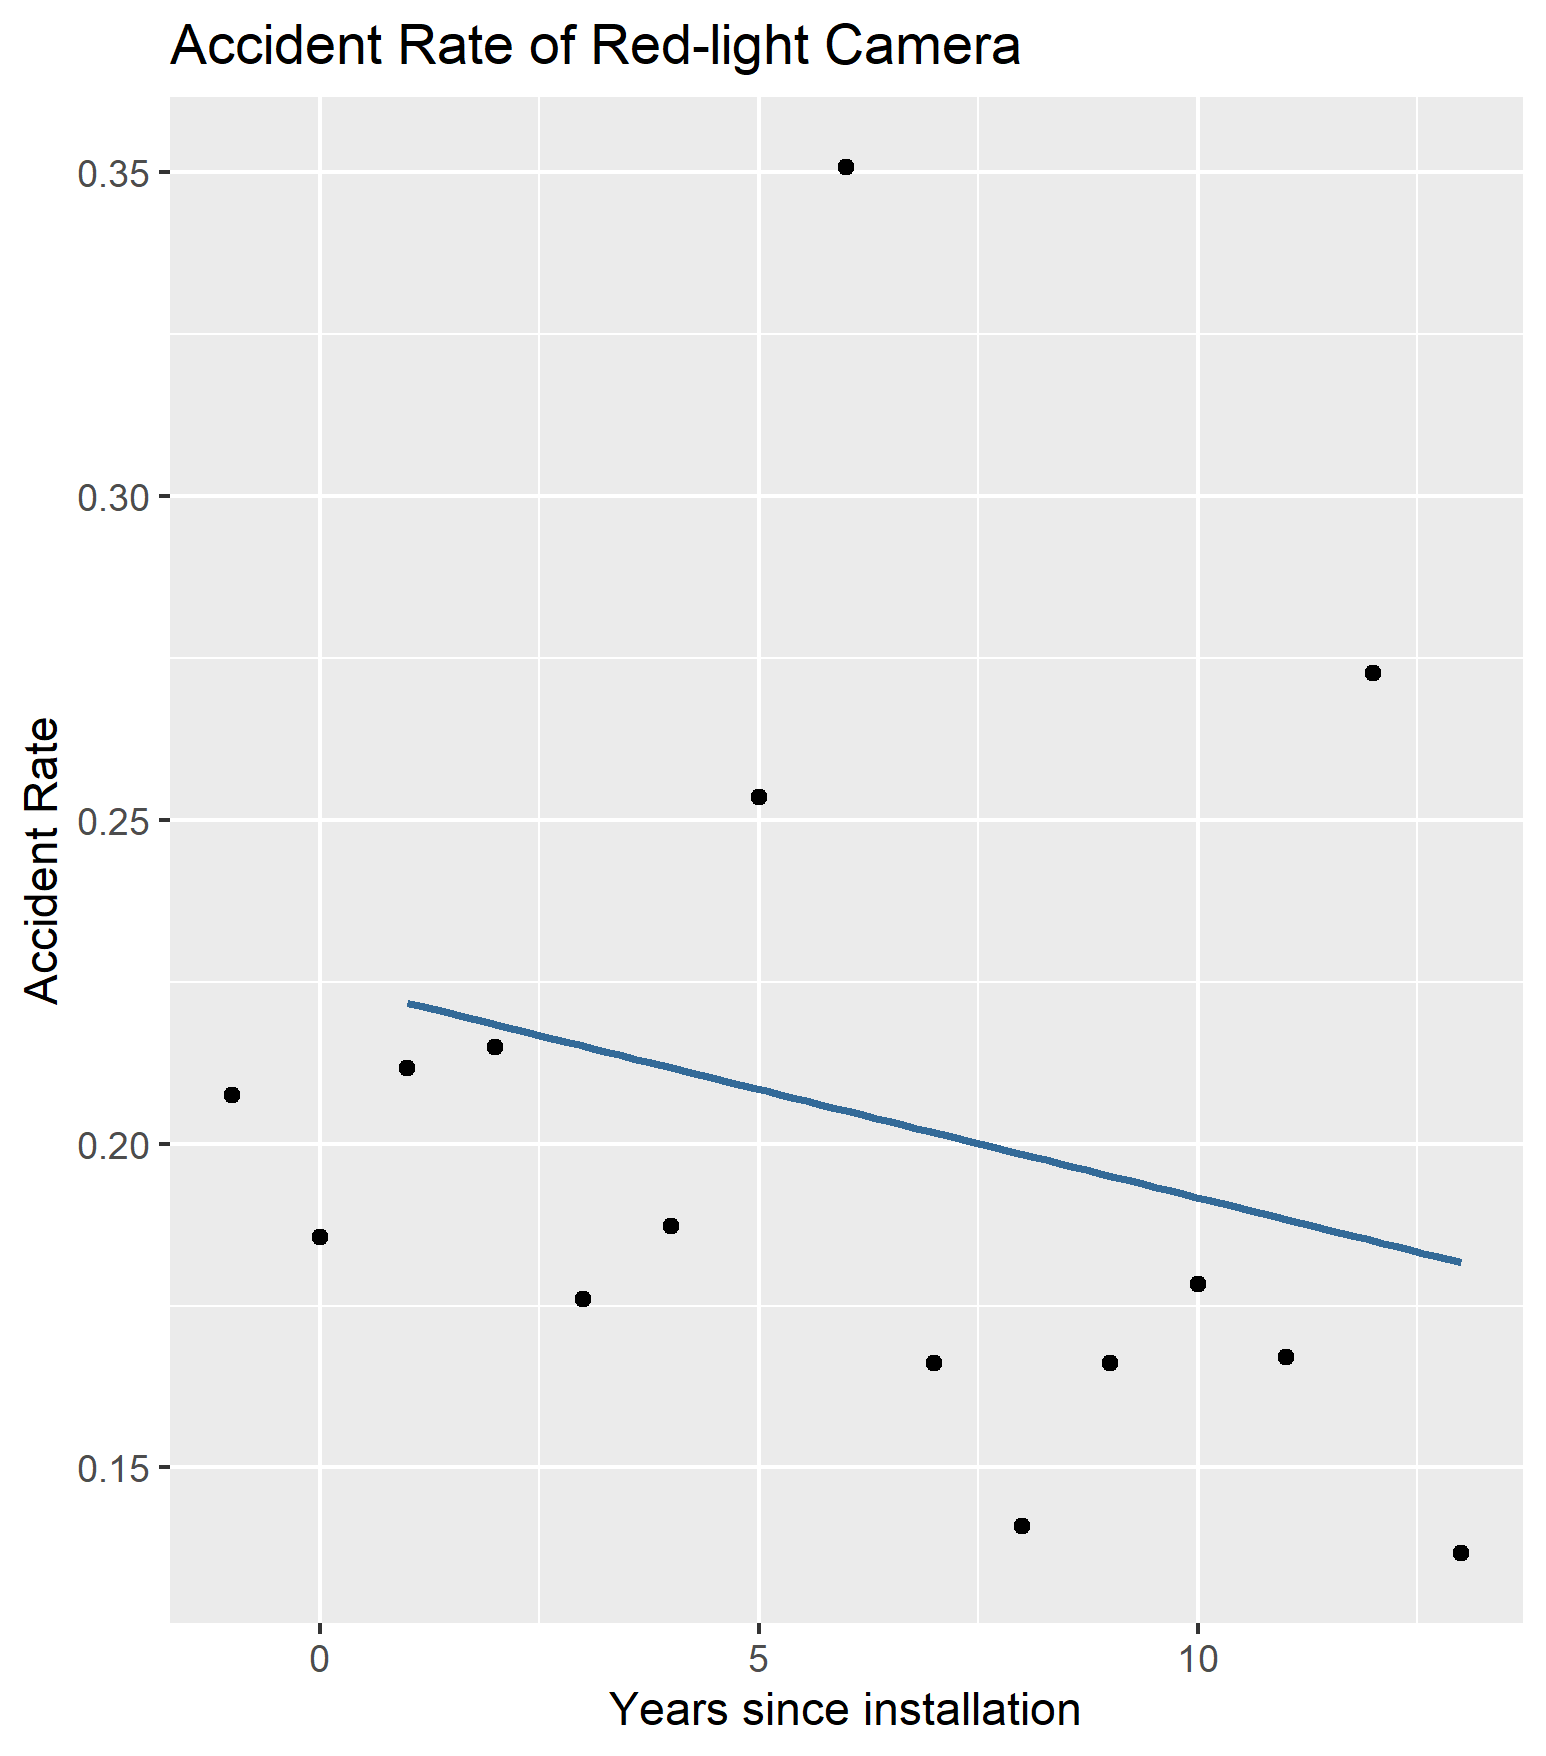 Accident Rate of Red-light Camera
0.35
0.30
0.25
0.20
0.15
Accident Rate
0 5 10
Years since installation